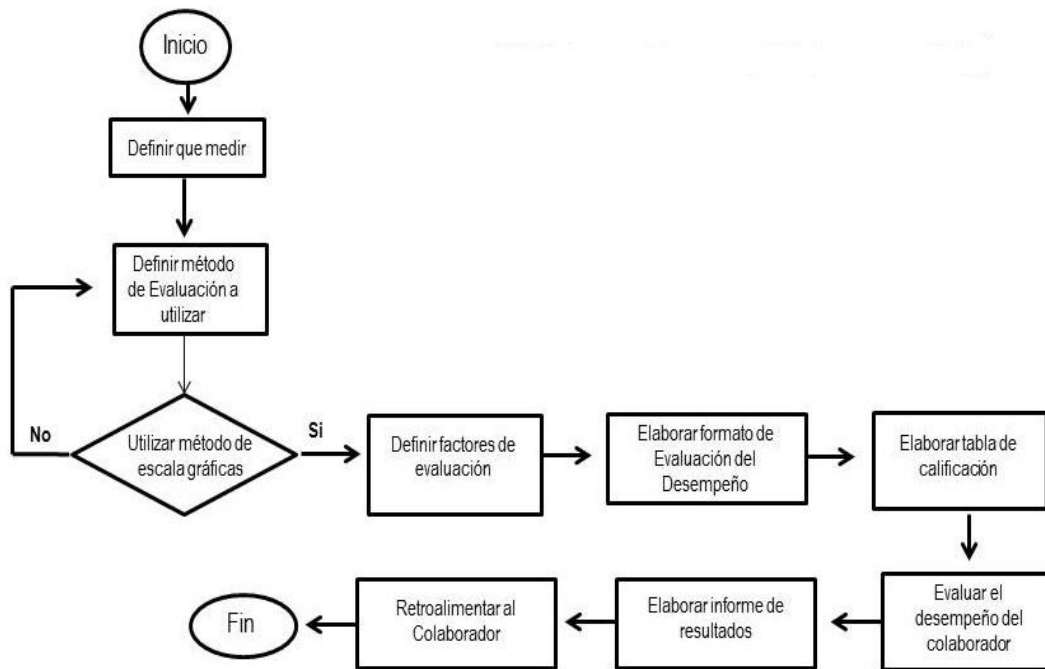 Inicio
Definir que medir
Definir método
de Evaluación a
utilizar
No
Utilizar método de
escala gráficas
Si
Definir factores de
evaluación
Elaborar formato de
Evaluación del
Desempeño
Elaborar tabla de
calificación
Evaluar el
desempeño del
colaborador
Elaborar informe de
resultados
Retroalimentar al
Colaborador
Fin